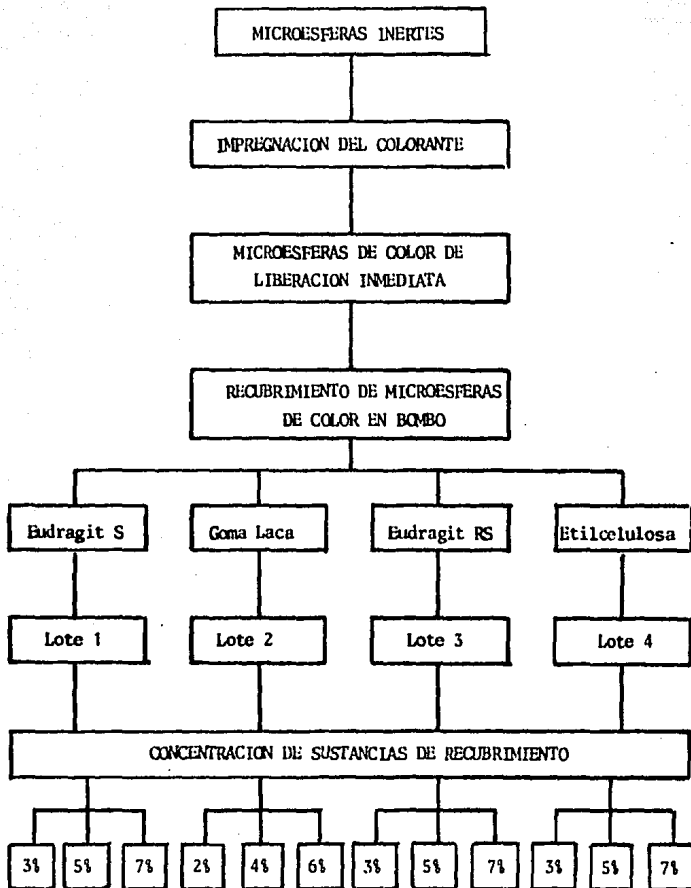 MICROESFERAS INERTES
IMPREGNACION DEL COLORANTE
MICROESFERAS DE COLOR DE
LIBERACION INMEDIATA
RECUBRIMIENTO DE MICROESFERAS
DE COLOR EN BOMBO
Eudragit S Goma Laca Eudragit RS Etilcelulosa
Lote 1 Lote 2 Lote 3 Lote 4
CONCENTRACION DE SUSTANCIAS DE RECUBRIMIENTO
3% 5% 7% 2% 4% 6% 3% 5% 7% 3% 5% 7%